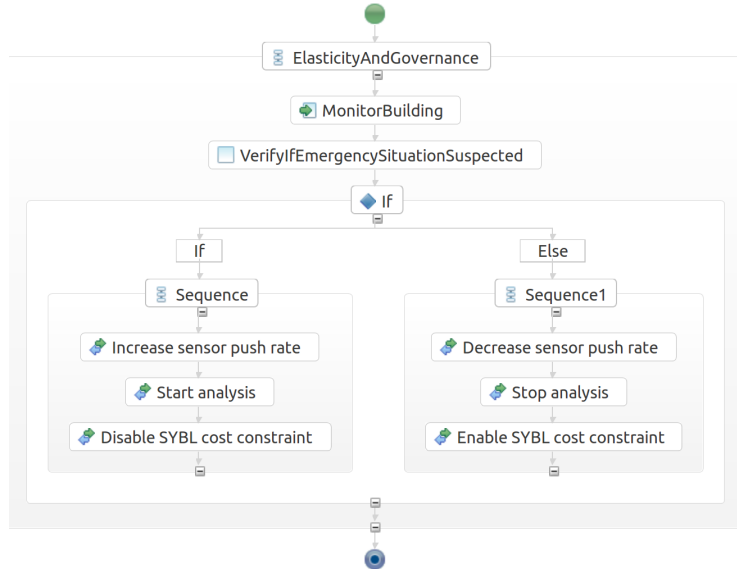 ElasticityAndGovernance
MonitorBuilding
VerifyIfEmergencySituationSuspected
If
If
Else
Sequence
Sequence1
Increase sensor push rate
Decrease sensor push rate
Start analysis
Stop analysis
Disable SYBL cost constraint
Enable SYBL cost constraint